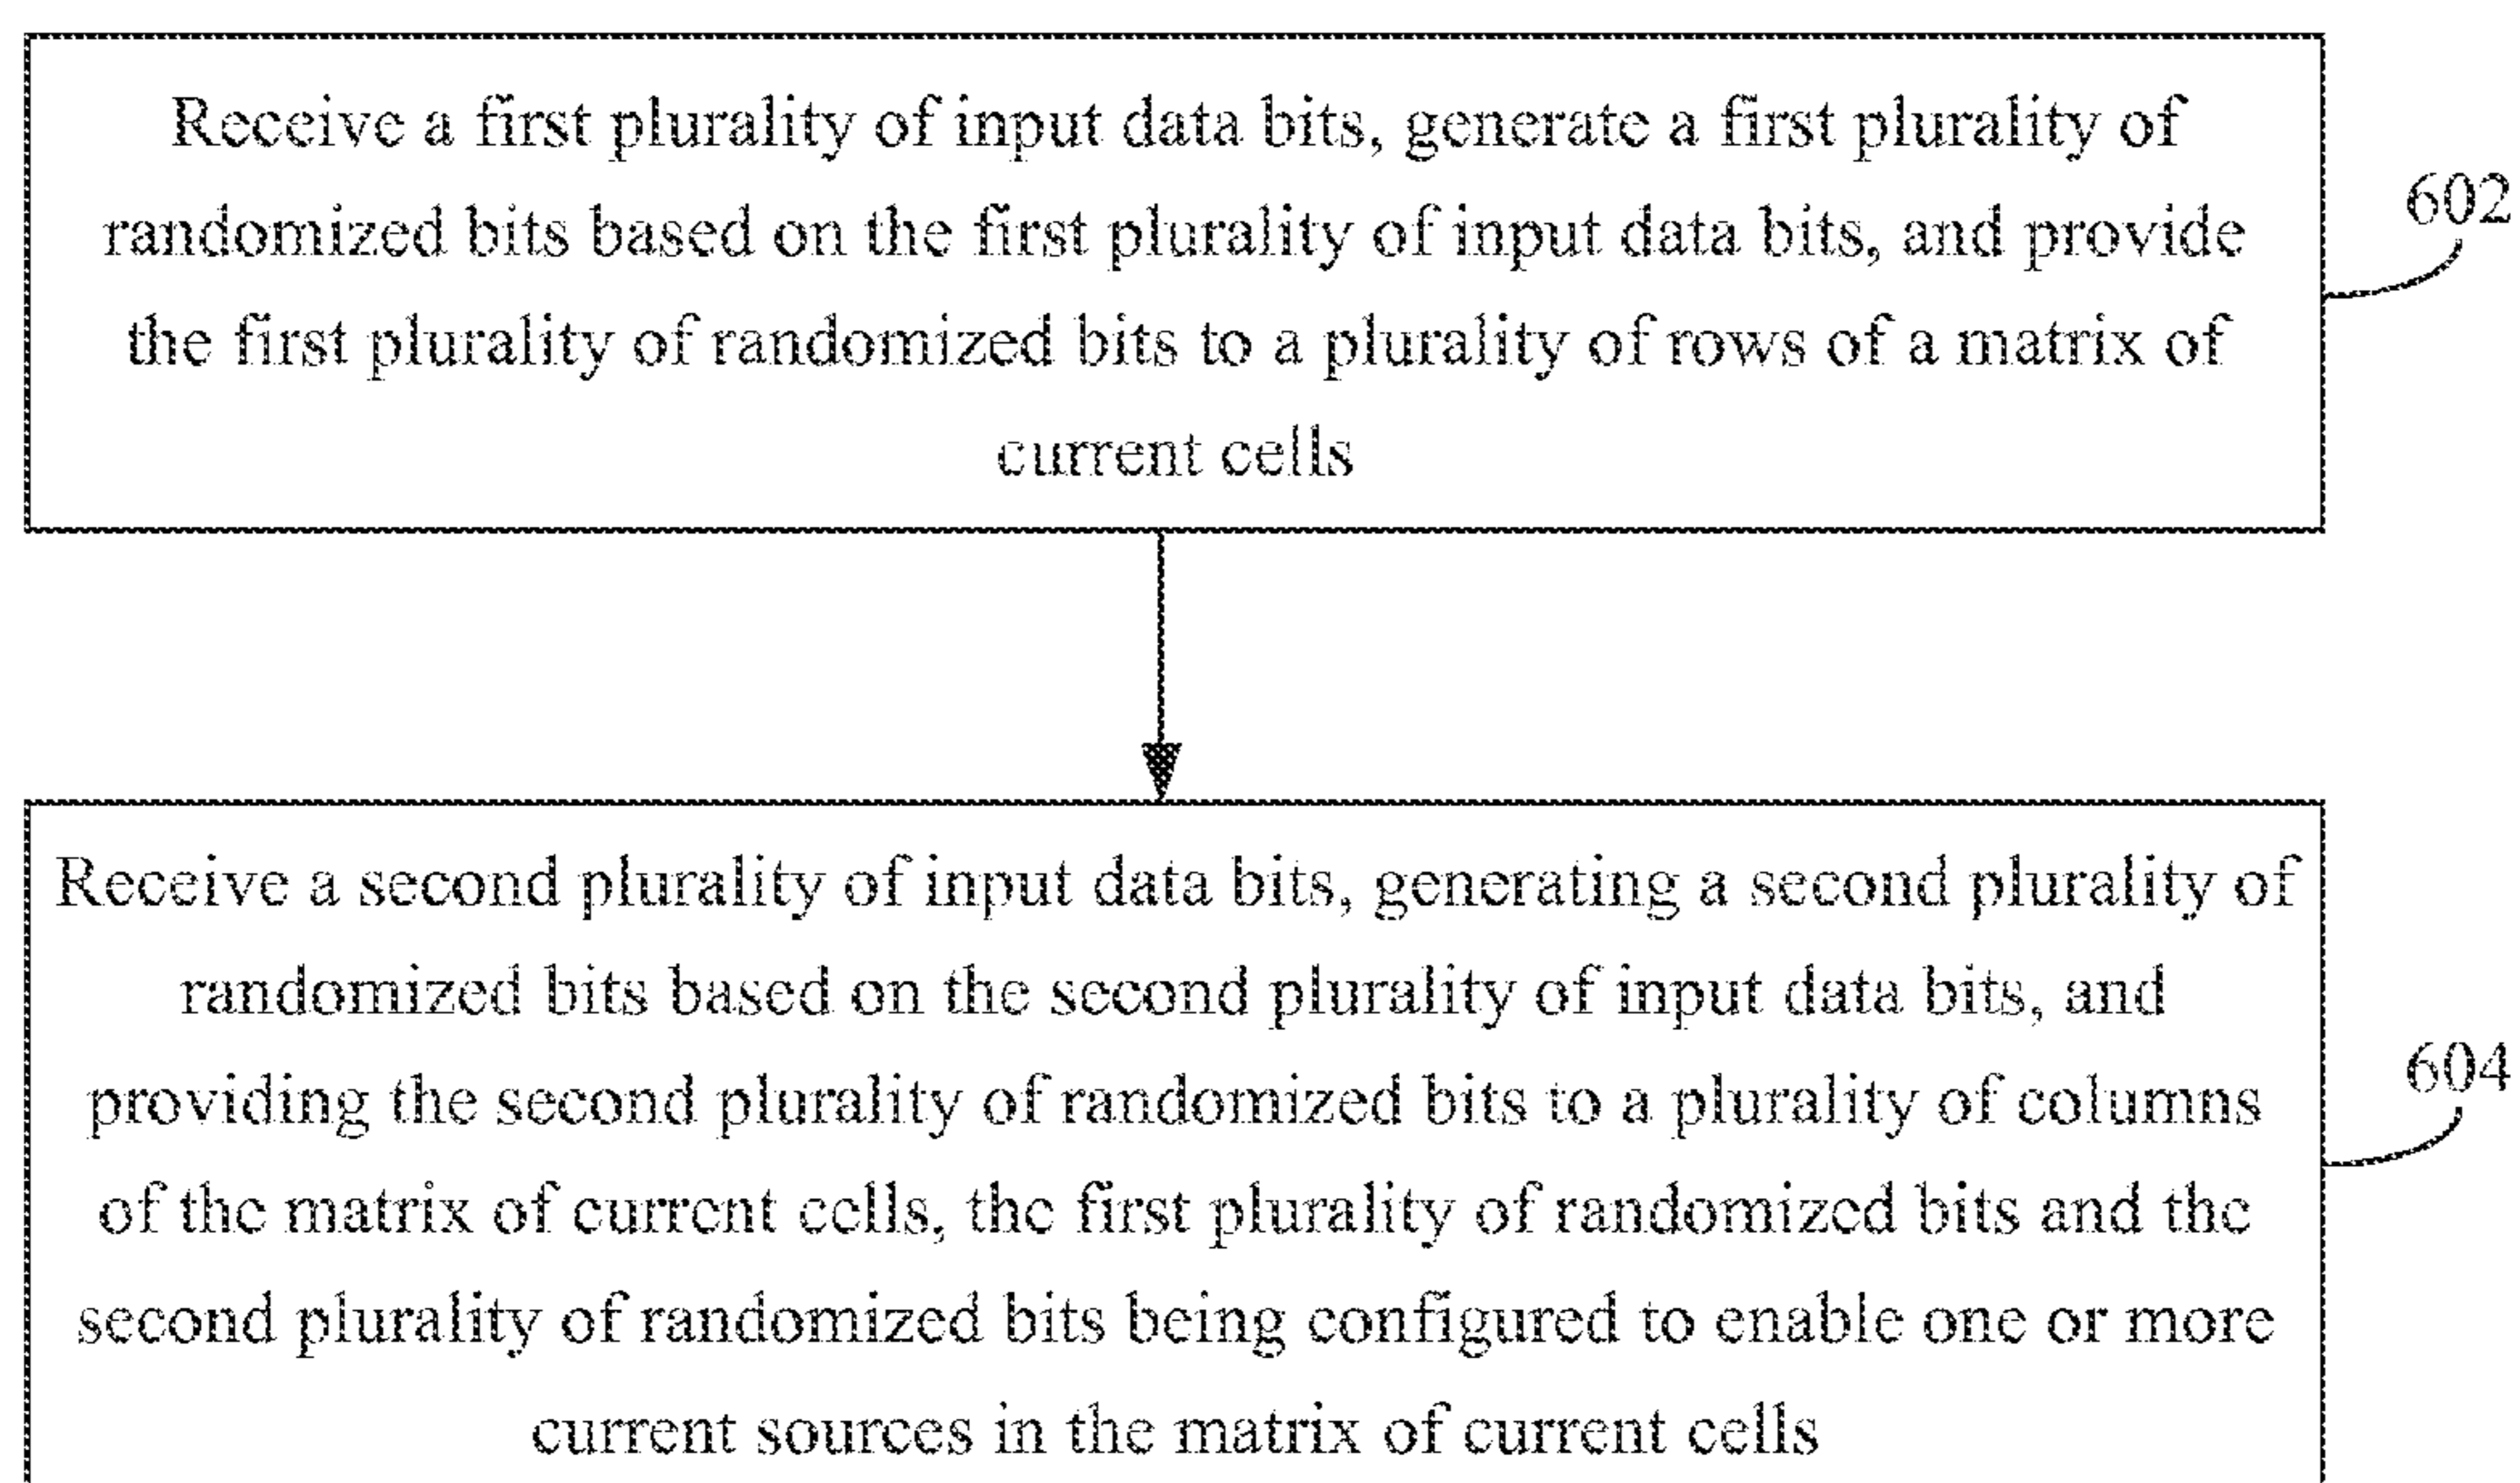 Receive a first plurality of input data bits, generate a first plurality of
randomized bits based on the first plurality of input data bits, and provide
the first plurality of randomized bits to a plurality of rows of a matrix of
current cells
602
Receive a second plurality of input data bits, generating a second plurality of
randomized bits based on the second plurality of input data bits, and
providing the second plurality of randomized bits to a plurality of columns
of the matrix of current cells, the first plurality of randomized bits and the
second plurality of randomized bits being configured to enable one or more
current sources in the matrix of current cells
604